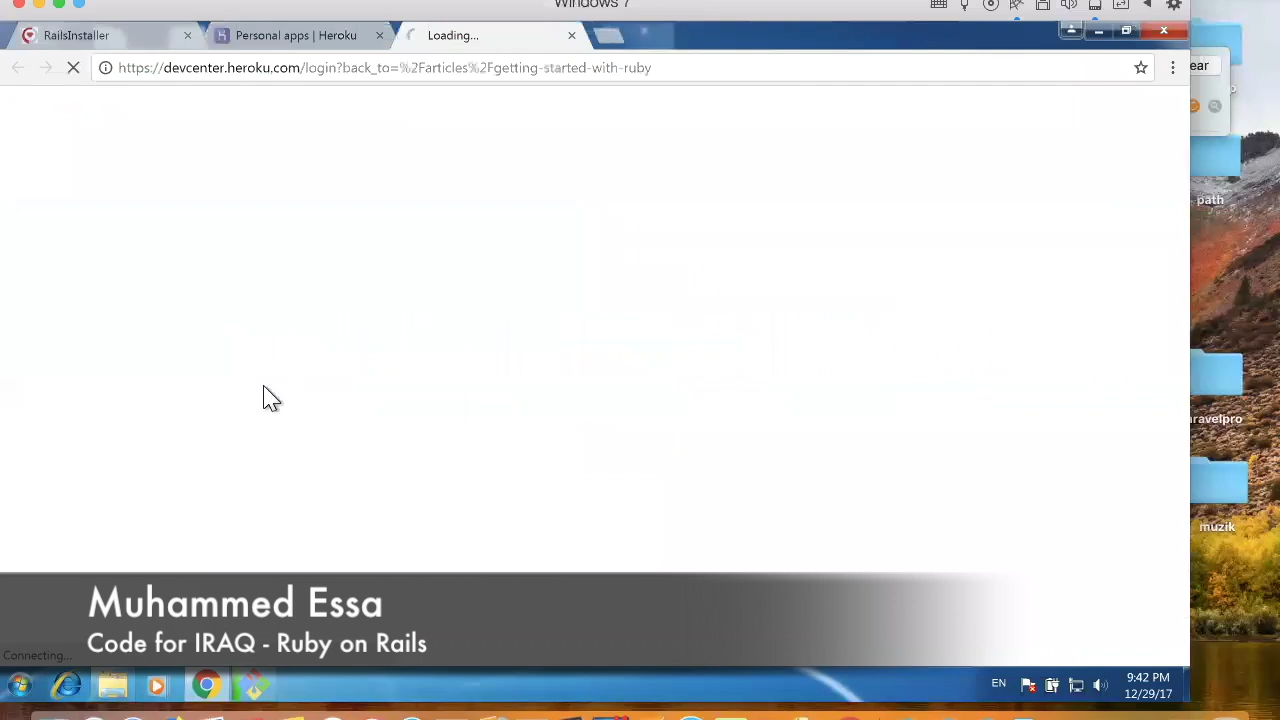 Windows 7
RailsInstaller
Personal apps | Heroku
Loading...
https://devcenter.heroku.com/login?back_to=%2Farticles%2Fgetting-started-with-ruby
ear
path
ravelpro
muzik
Muhammed Essa
Code for IRAQ - Ruby on Rails
Connecting...
EN
9:42 PM
12/29/17